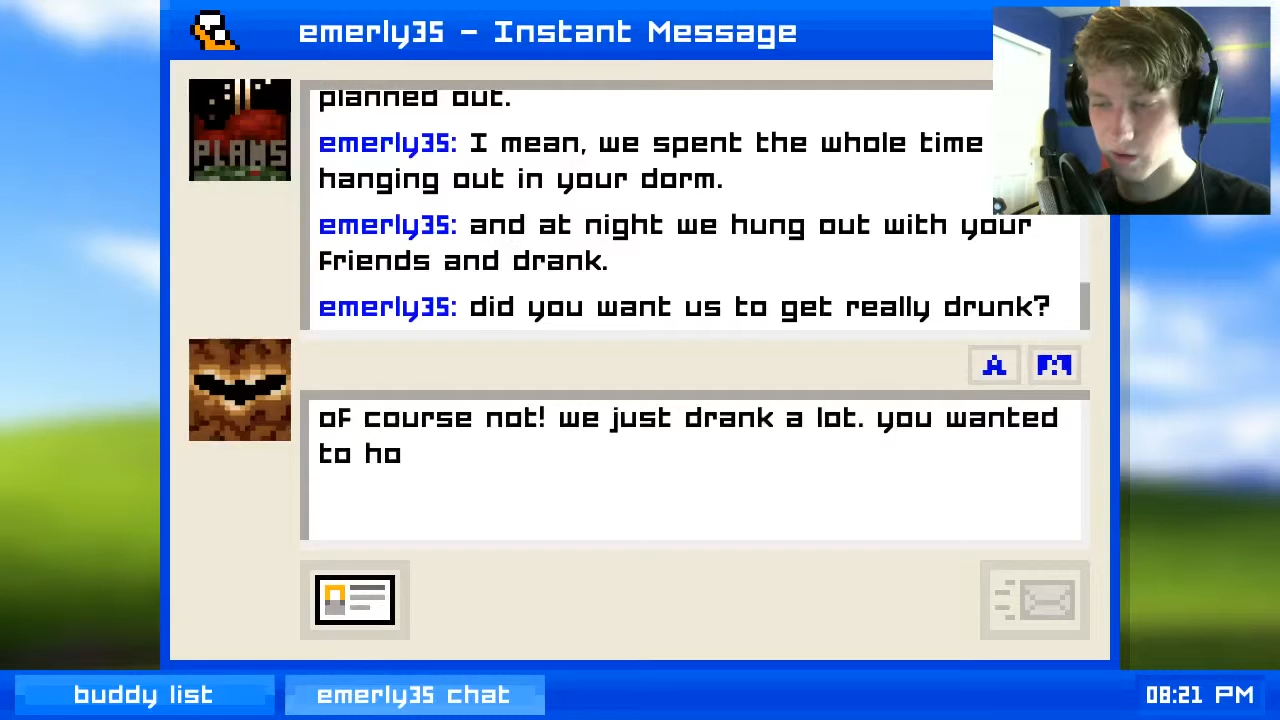 emerly35 - Instant Message
planned out.
emerly35: I mean, we spent the whole time
hanging out in your dorm.
emerly35: and at night we hung out with your
friends and drank.
emerly35: did you want us to get really drunk?
PLANS
A
of course not! we just drank a lot. you wanted
to ho
buddy list
emerly35 chat
08:21 PM